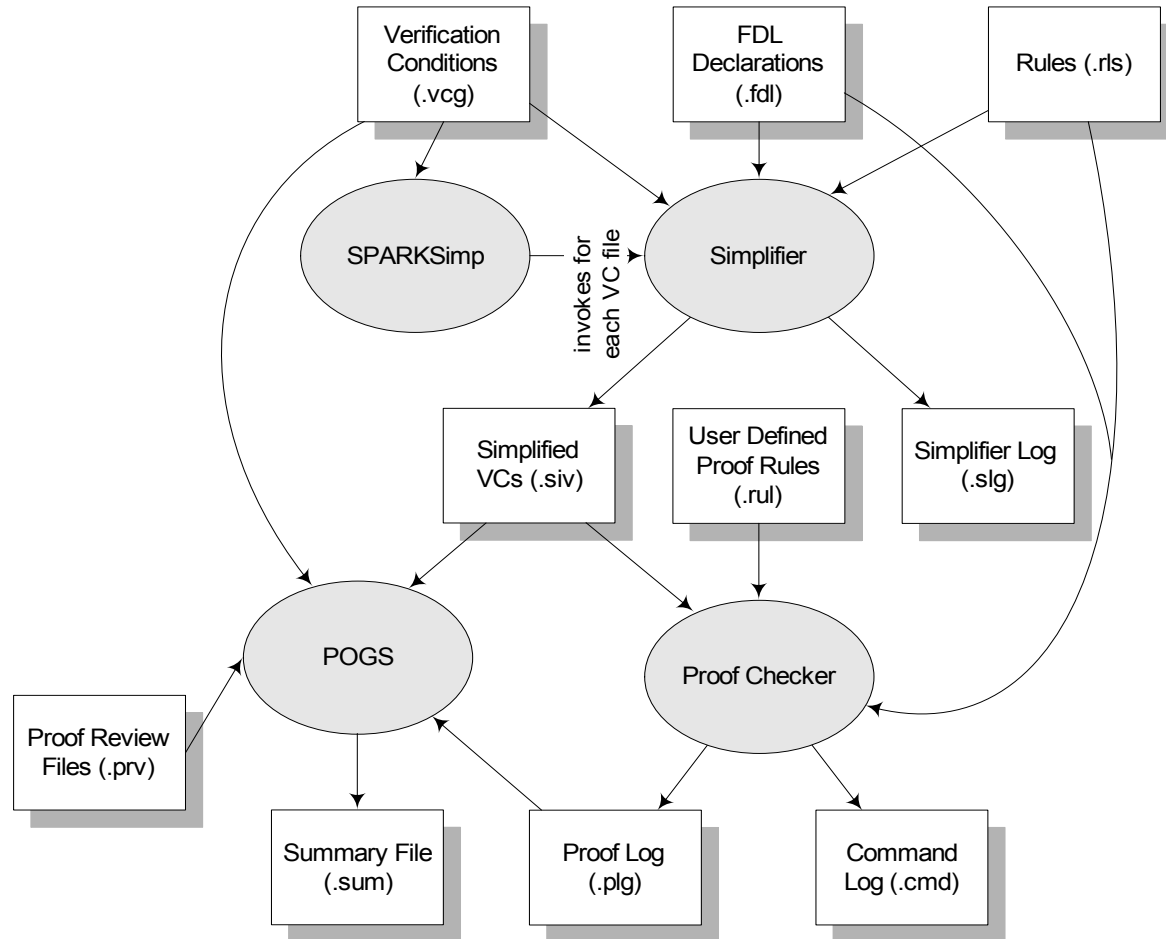 Verification
Conditions
(.vcg)
FDL
Declarations
(.fdl)
Rules (.rls)
SPARKSimp
invokes for
each VC file
Simplifier
Simplified
VCs (.siv)
User Defined
Proof Rules
(.rul)
Simplifier Log
(.slg)
POGS
Proof Checker
Proof Review
Files (.prv)
Summary File
(.sum)
Proof Log
(.plg)
Command
Log (.cmd)